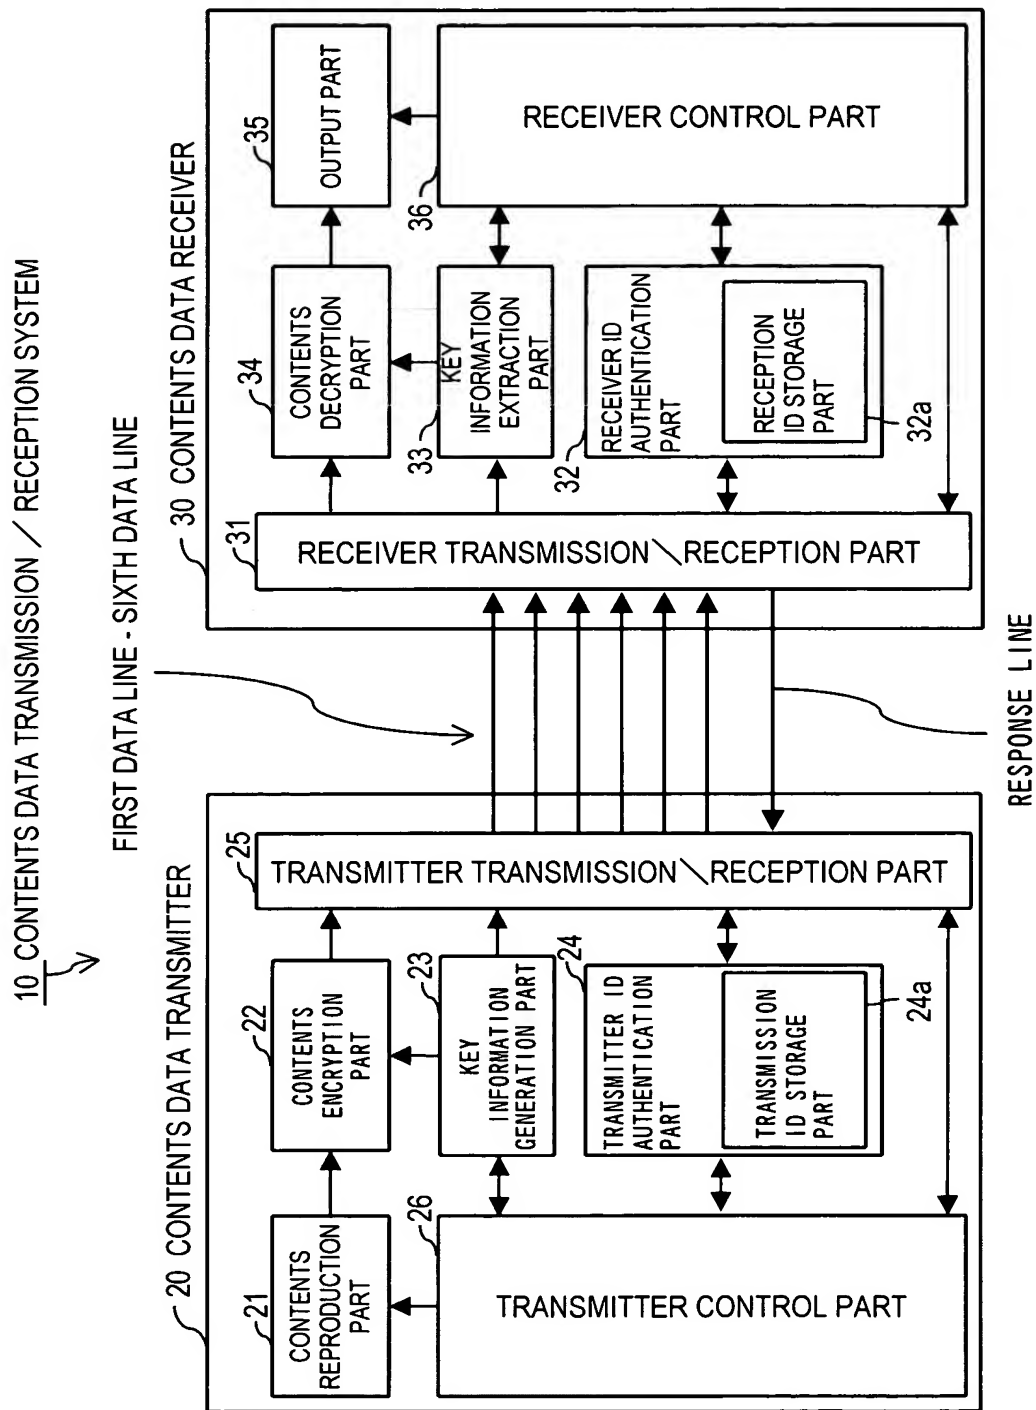 10 CONTENTS DATA TRANSMISSION / RECEPTION SYSTEM
FIRST DATA LINE - SIXTH DATA LINE
20 CONTENTS DATA TRANSMITTER
21
CONTENTS
REPRODUCTION
PART
22
CONTENTS
ENCRYPTION
PART
23
KEY
INFORMATION
GENERATION PART
24
TRANSMITTER ID
AUTHENTICATION
PART
TRANSMISSION
ID STORAGE
PART
24a
25
TRANSMITTER TRANSMISSION\RECEPTION PART
26
TRANSMITTER CONTROL PART
30 CONTENTS DATA RECEIVER
31
RECEIVER TRANSMISSION\RECEPTION PART
34
CONTENTS
DECRYPTION
PART
35
OUTPUT PART
33
KEY
INFORMATION
EXTRACTION
PART
32
RECEIVER ID
AUTHENTICATION
PART
RECEPTION
ID STORAGE
PART
32a
36
RECEIVER CONTROL PART
RESPONSE LINE